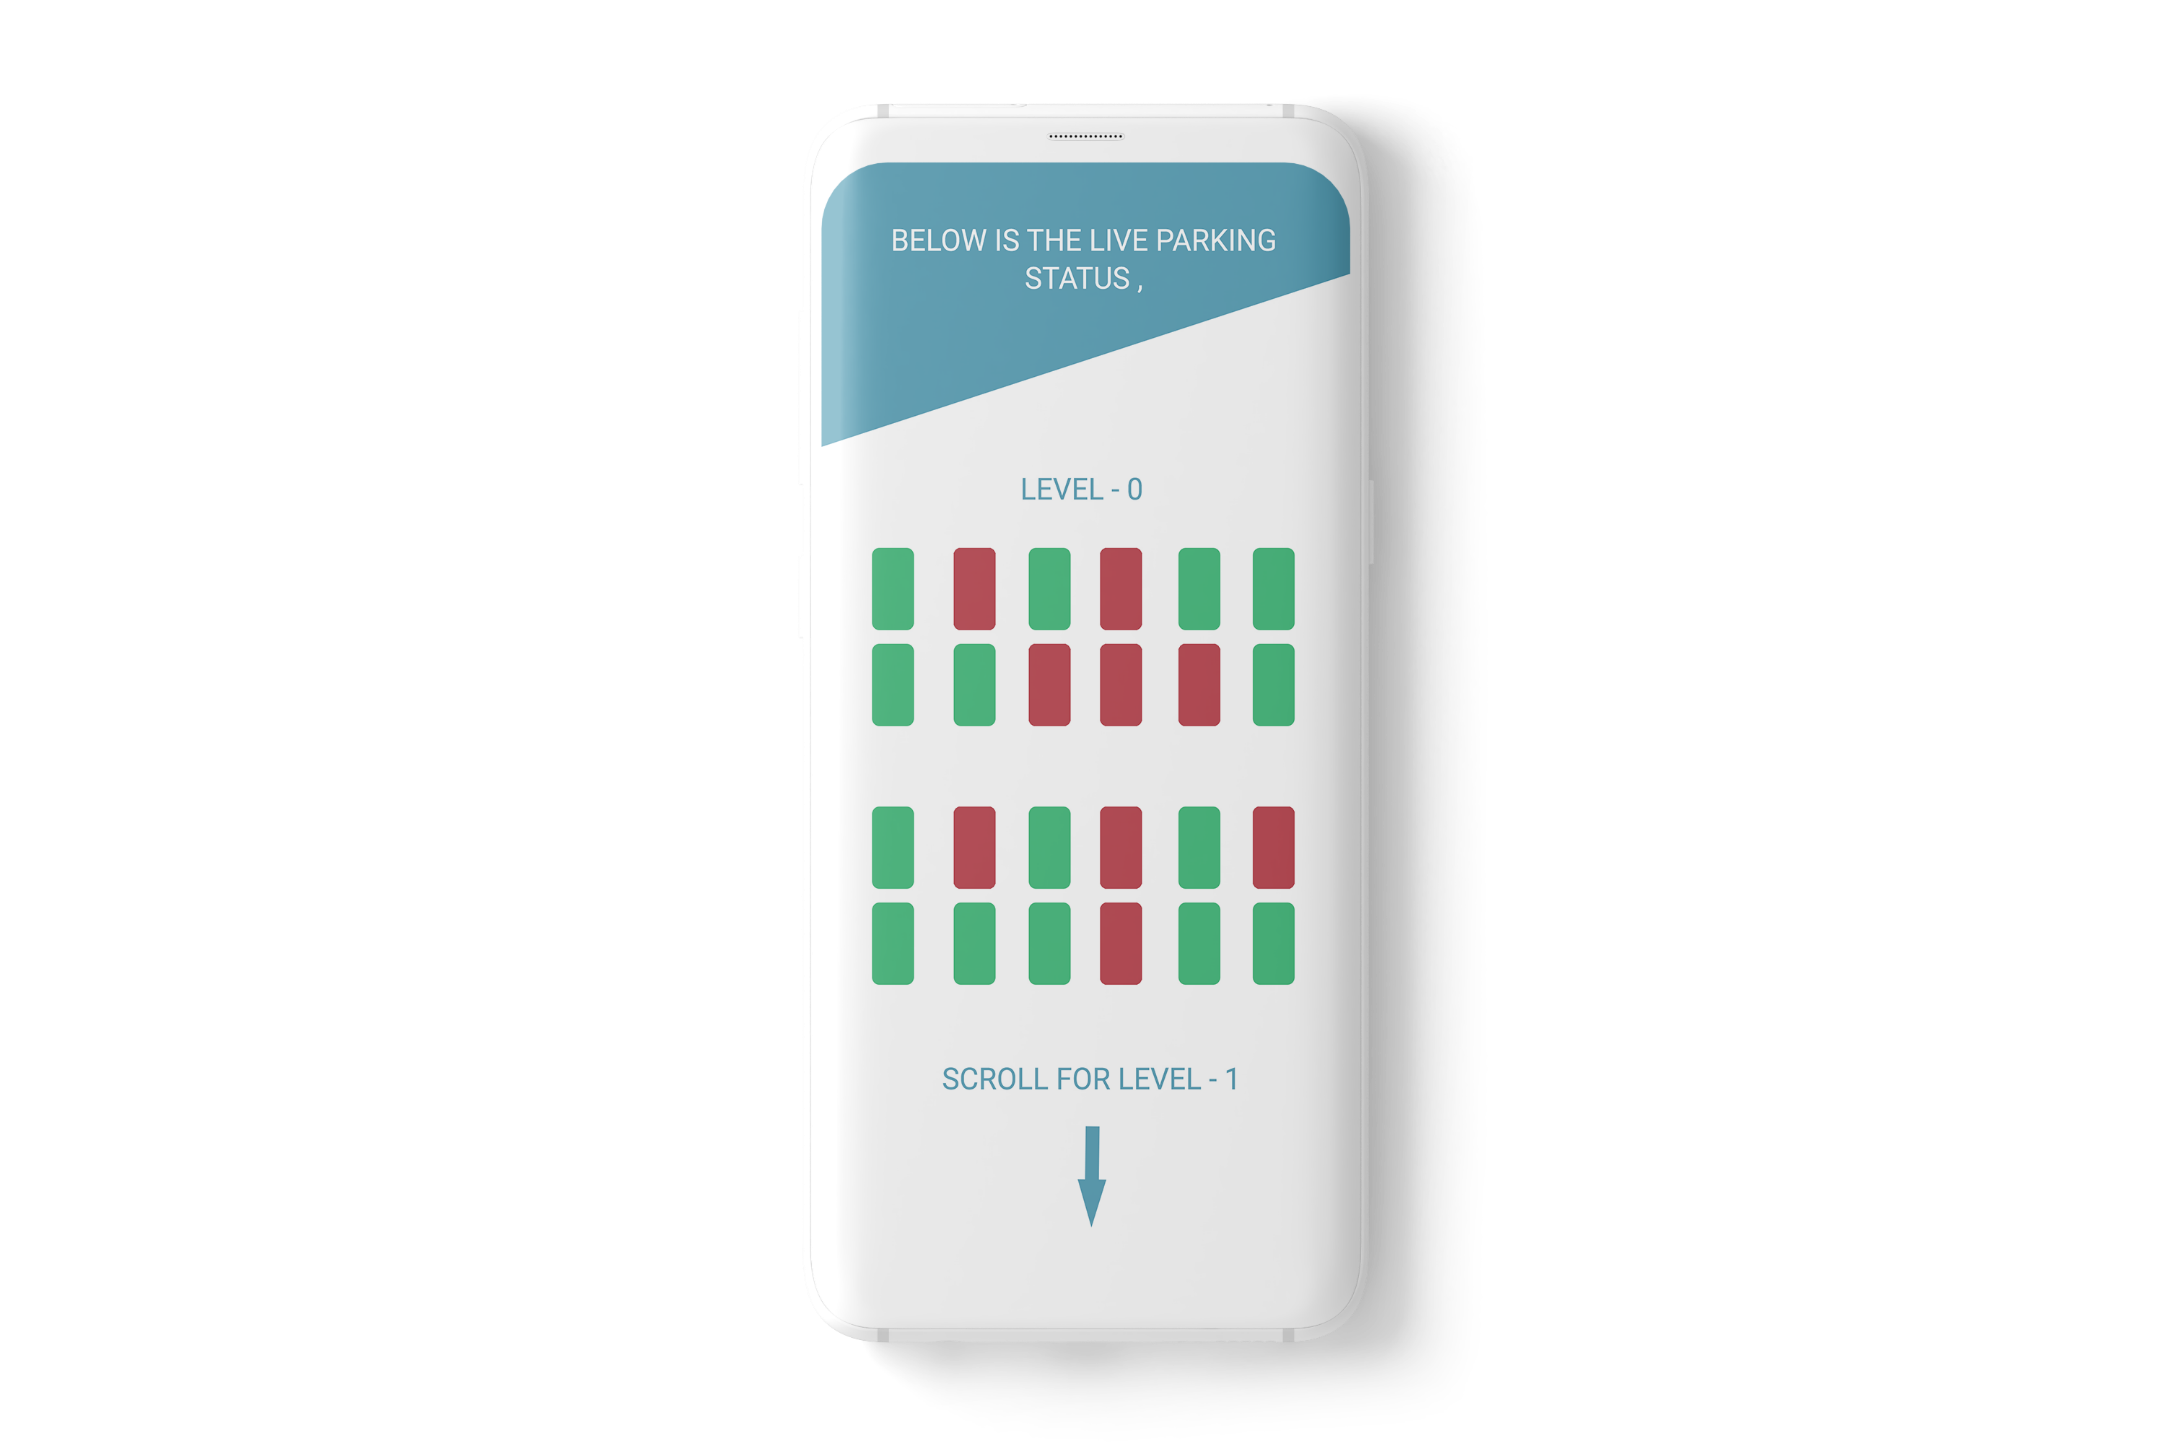 BELOW IS THE LIVE PARKING
STATUS ,
LEVEL - 0
SCROLL FOR LEVEL - 1